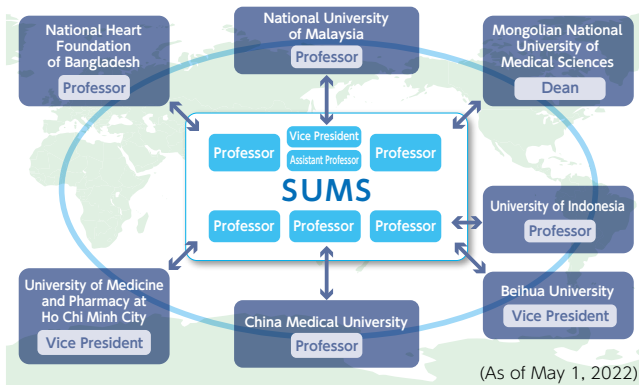 National Heart
Foundation
of Bangladesh
Professor
National University
of Malaysia
Professor
Mongolian National
University of
Medical Sciences
Dean
Professor
Vice President
Assistant Professor
Professor
SUMS
Professor
Professor
Professor
University of Indonesia
Professor
University of Medicine
and Pharmacy at
Ho Chi Minh City
Vice President
China Medical University
Professor
Beihua University
Vice President
(As of May 1, 2022)